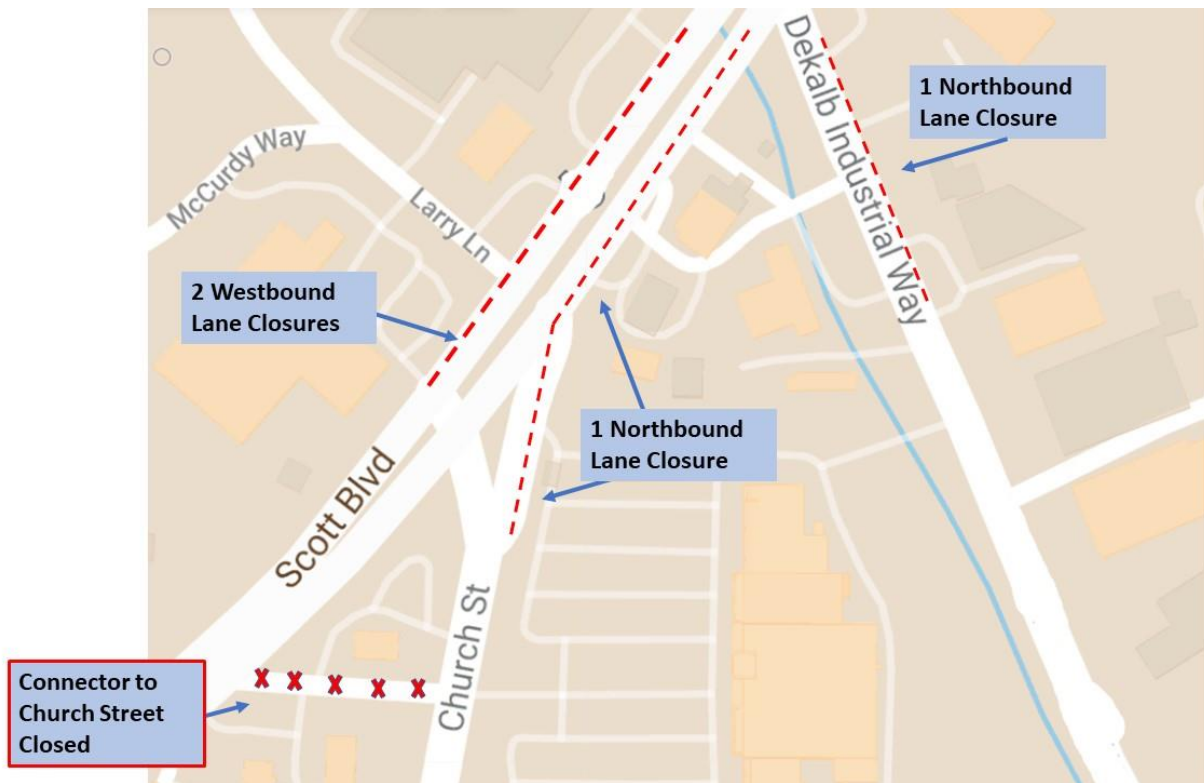 Dekalb Industrial Way
1 Northbound
Lane Closure
McCurdy Way
Larry Ln
2 Westbound
Lane Closures
1 Northbound
Lane Closure
Scott Blvd
Church St
Connector to
Church Street
Closed
X X X X X